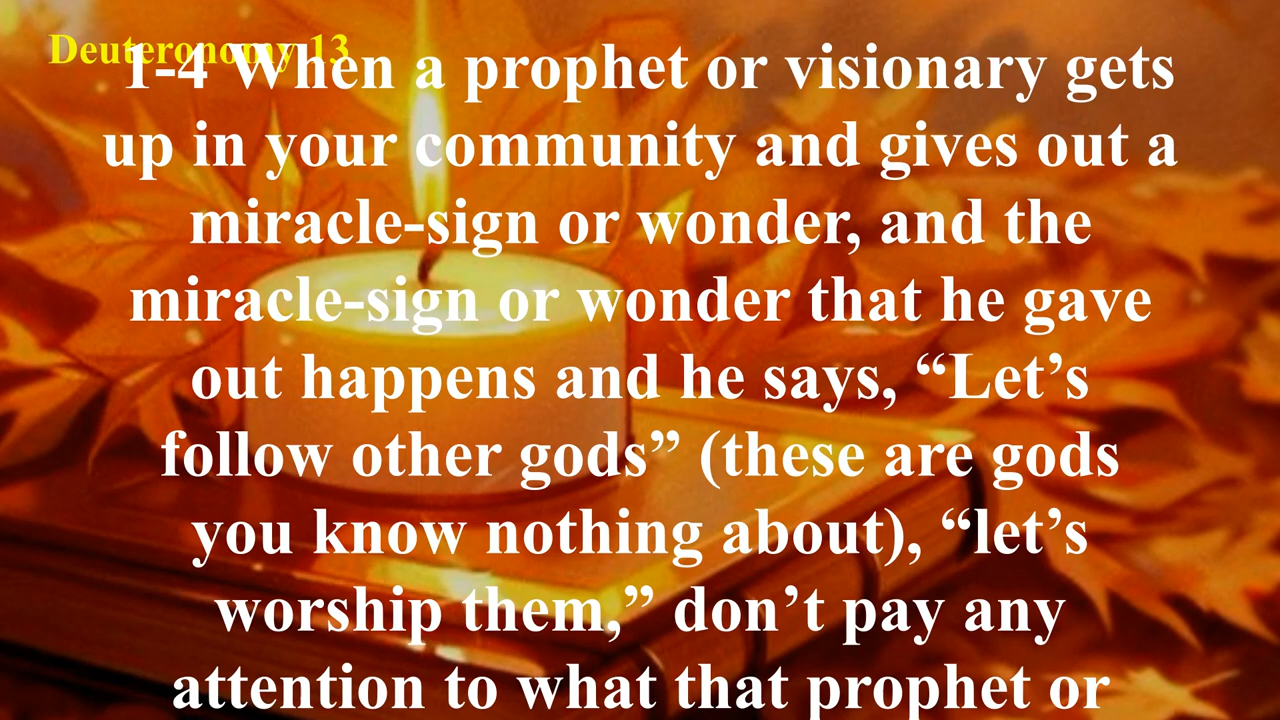 Deuteronomy 13
1-4 When a prophet or visionary gets
up in your community and gives out a
miracle-sign or wonder, and the
miracle-sign or wonder that he gave
out happens and he says, “Let’s
follow other gods” (these are gods
you know nothing about), “let’s
worship them,” don’t pay any
attention to what that prophet or